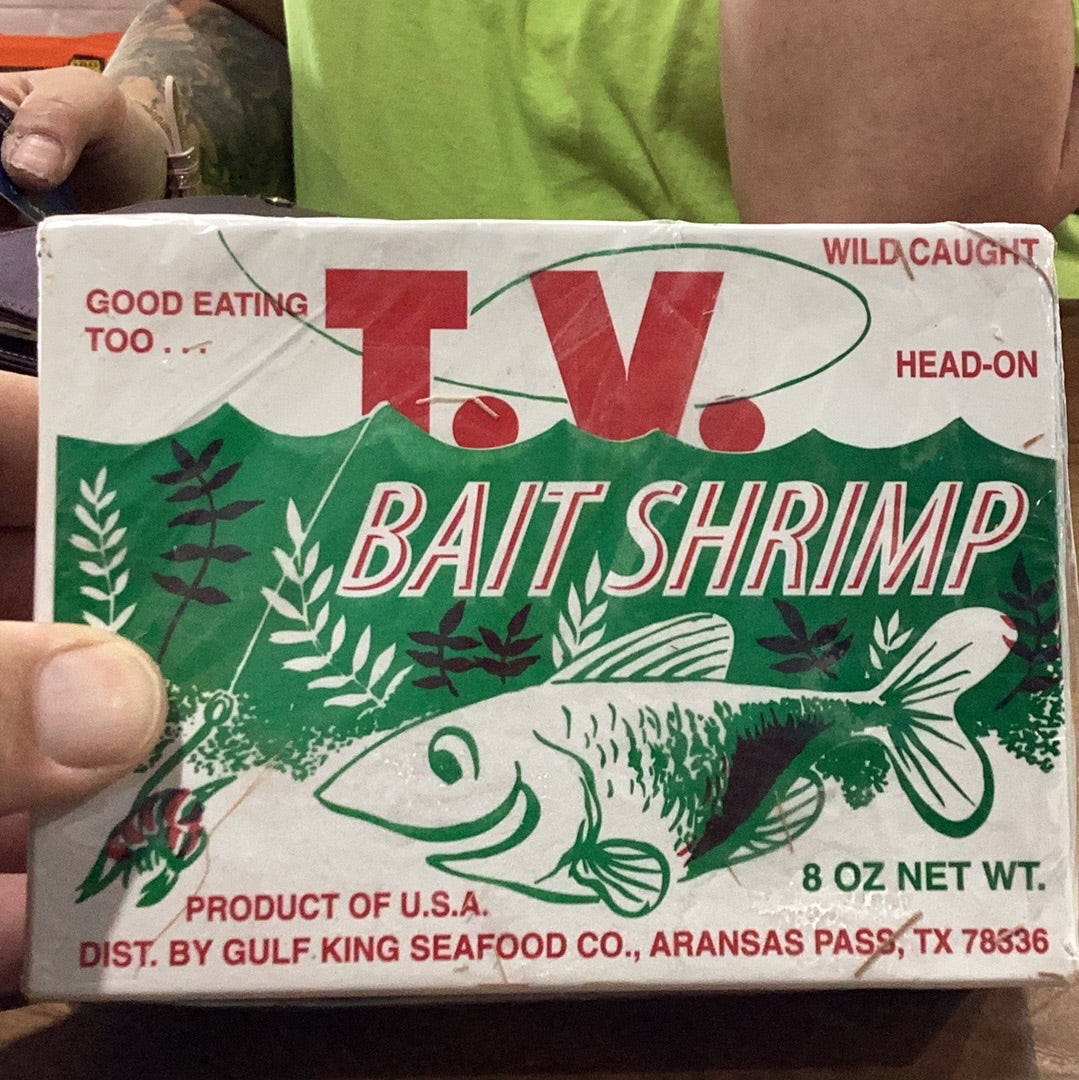 GOOD EATING
TOO . . .
T.V.
WILD CAUGHT
HEAD-ON
BAIT SHRIMP
8 OZ NET WT.
PRODUCT OF U.S.A.
DIST. BY GULF KING SEAFOOD CO., ARANSAS PASS, TX 78336